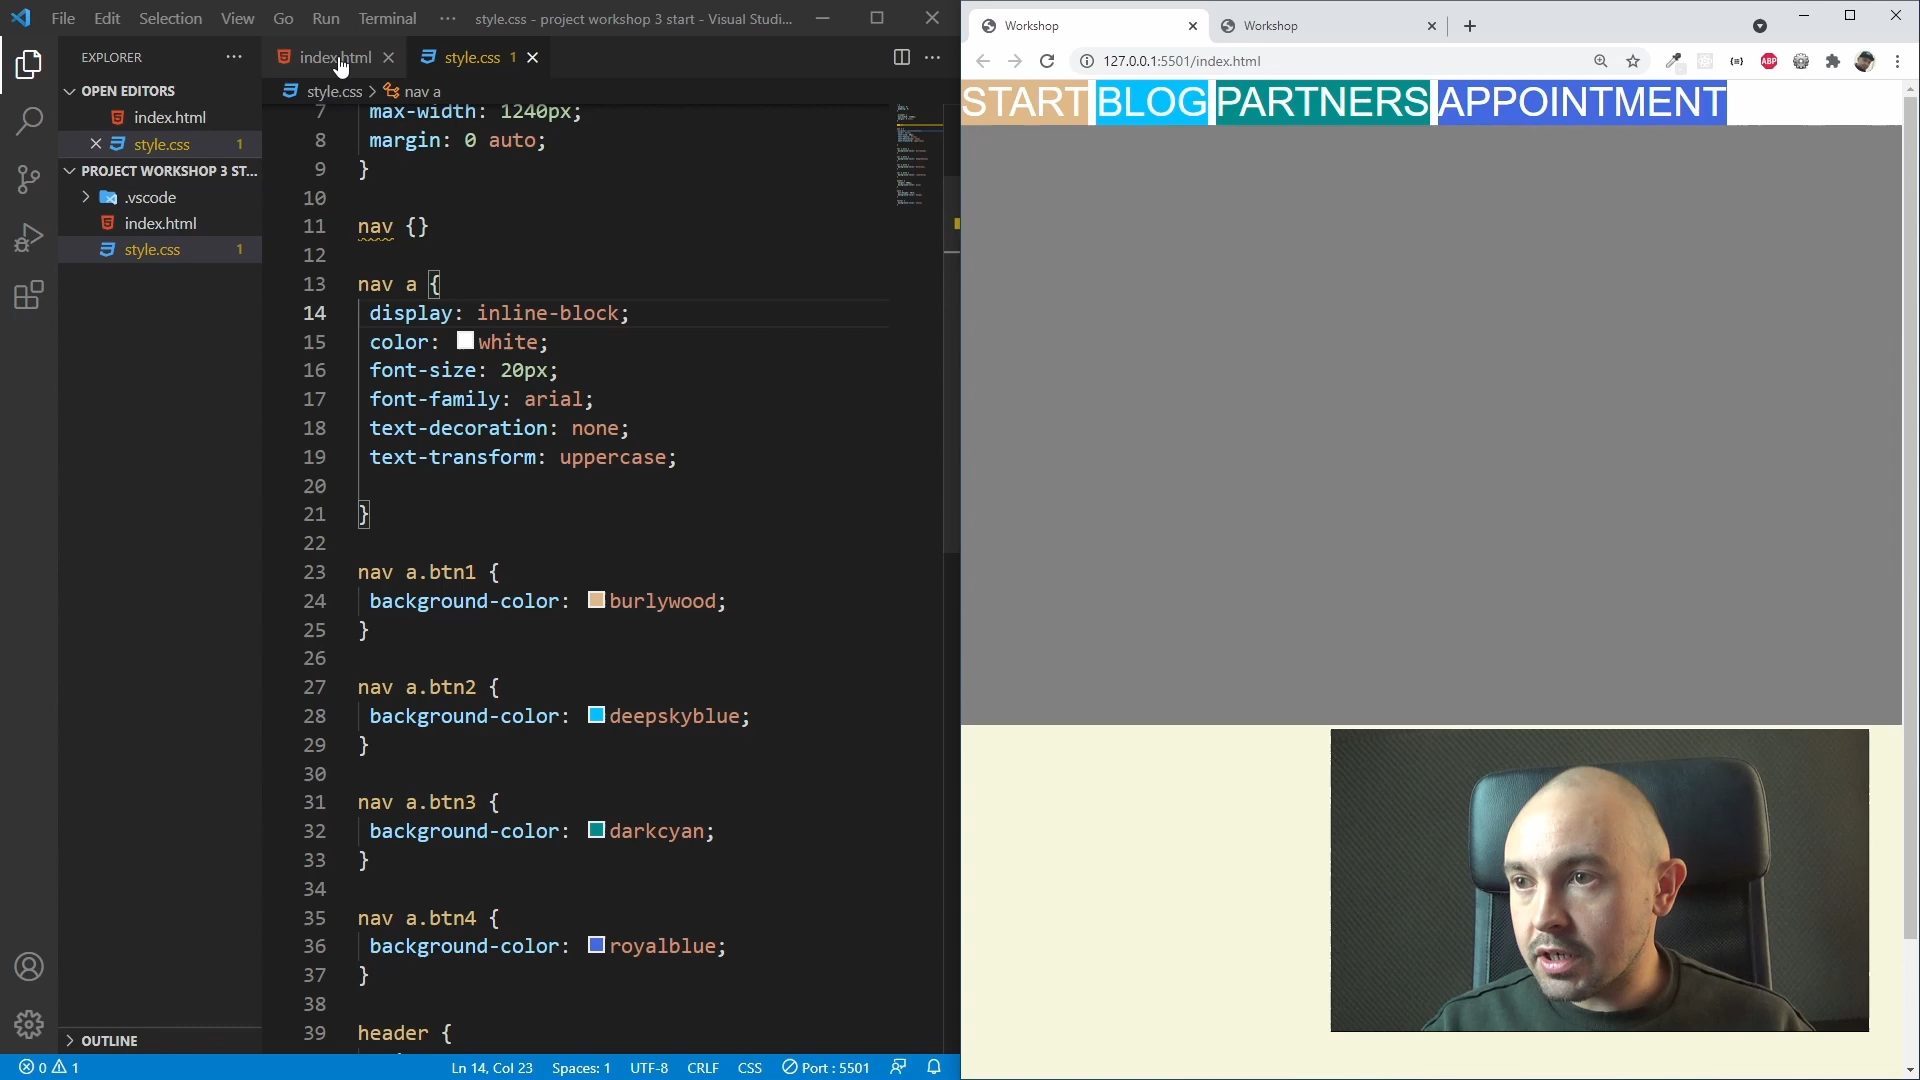 File Edit Selection View Go Run Terminal ··· style.css - project workshop 3 start - Visual Studi...
EXPLORER ···
OPEN EDITORS
index.html
style.css 1
PROJECT WORKSHOP 3 ST...
.vscode
index.html
style.css 1
OUTLINE
index.html style.css 1
style.css > nav a
7 max-width: 1240px;
8 margin: 0 auto;
9 }
10
11 nav {}
12
13 nav a {
14 display: inline-block;
15 color: white;
16 font-size: 20px;
17 font-family: arial;
18 text-decoration: none;
19 text-transform: uppercase;
20
21 }
22
23 nav a.btn1 {
24 background-color: burlywood;
25 }
26
27 nav a.btn2 {
28 background-color: deepskyblue;
29 }
30
31 nav a.btn3 {
32 background-color: darkcyan;
33 }
34
35 nav a.btn4 {
36 background-color: royalblue;
37 }
38
39 header {
0 1 Ln 14, Col 23 Spaces: 1 UTF-8 CRLF CSS Port : 5501
Workshop Workshop
127.0.0.1:5501/index.html
ABP
START BLOG PARTNERS APPOINTMENT